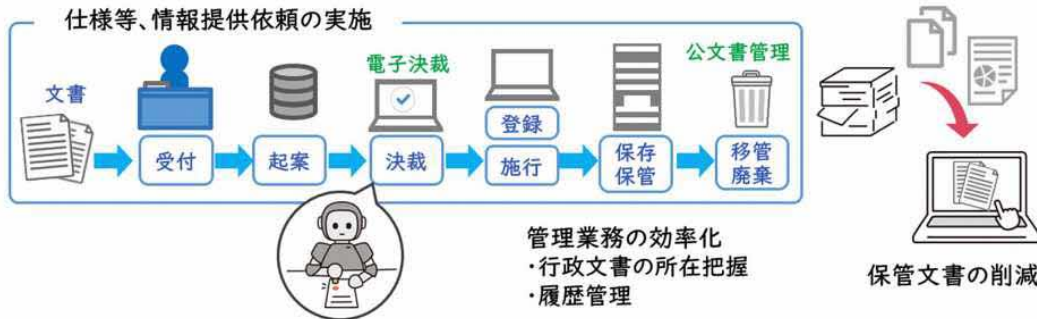 仕様等、情報提供依頼の実施
文書
受付
起案
電子決裁
決裁
登録
施行
保存
保管
公文書管理
移管
廃棄
管理業務の効率化
・行政文書の所在把握
・履歴管理
保管文書の削減